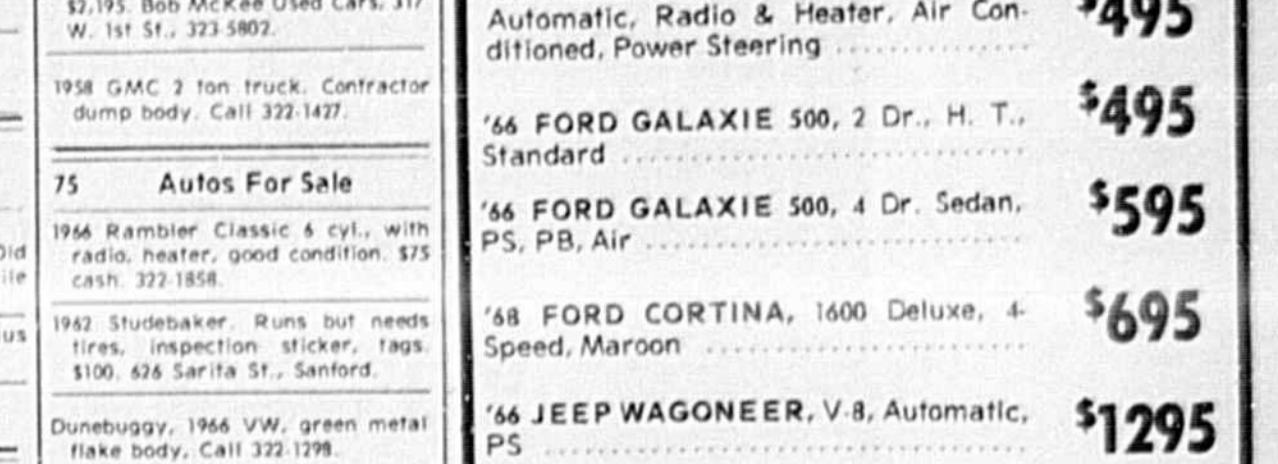 $2,195. Bob McKee Used Cars, 317
W. 1st St., 323-5802.
1958 GMC 2 ton truck. Contractor
dump body. Call 322-1427.
75 Autos For Sale
1966 Rambler Classic 6 cyl., with
radio, heater, good condition. $75
cash. 322-1858.
1962 Studebaker. Runs but needs
tires, inspection sticker, tags.
$100. 626 Sarita St., Sanford.
Dunebuggy, 1966 VW, green metal
flake body, Call 322-1298.
Automatic, Radio & Heater, Air Con-
ditioned, Power Steering .......... $495
'66 FORD GALAXIE 500, 2 Dr., H. T.,
Standard .......... $495
'66 FORD GALAXIE 500, 4 Dr. Sedan,
PS, PB, Air .......... $595
'68 FORD CORTINA, 1600 Deluxe, 4-
Speed, Maroon .......... $695
'66 JEEP WAGONEER, V-8, Automatic,
PS .......... $1295